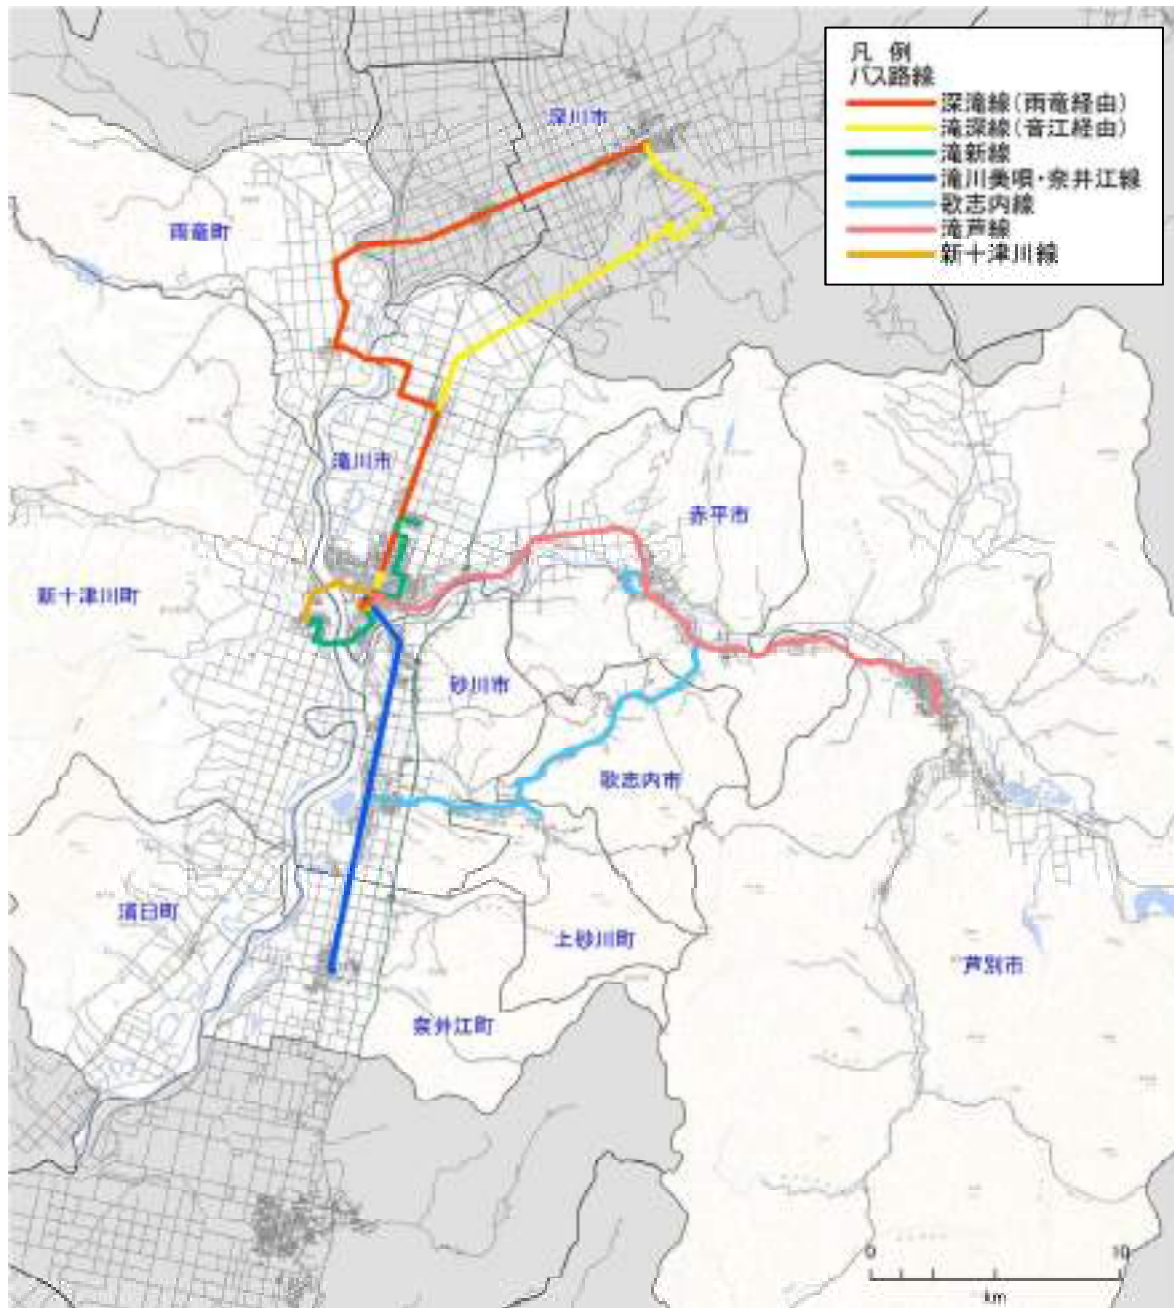 凡 例
バス路線
深滝線(雨竜経由)
滝深線(音江経由)
滝新線
滝川美唄・奈井江線
歌志内線
滝芦線
新十津川線
深川市
雨竜町
滝川市
赤平市
新十津川町
砂川市
歌志内市
浦臼町
上砂川町
芦別市
奈井江町
0 10
km